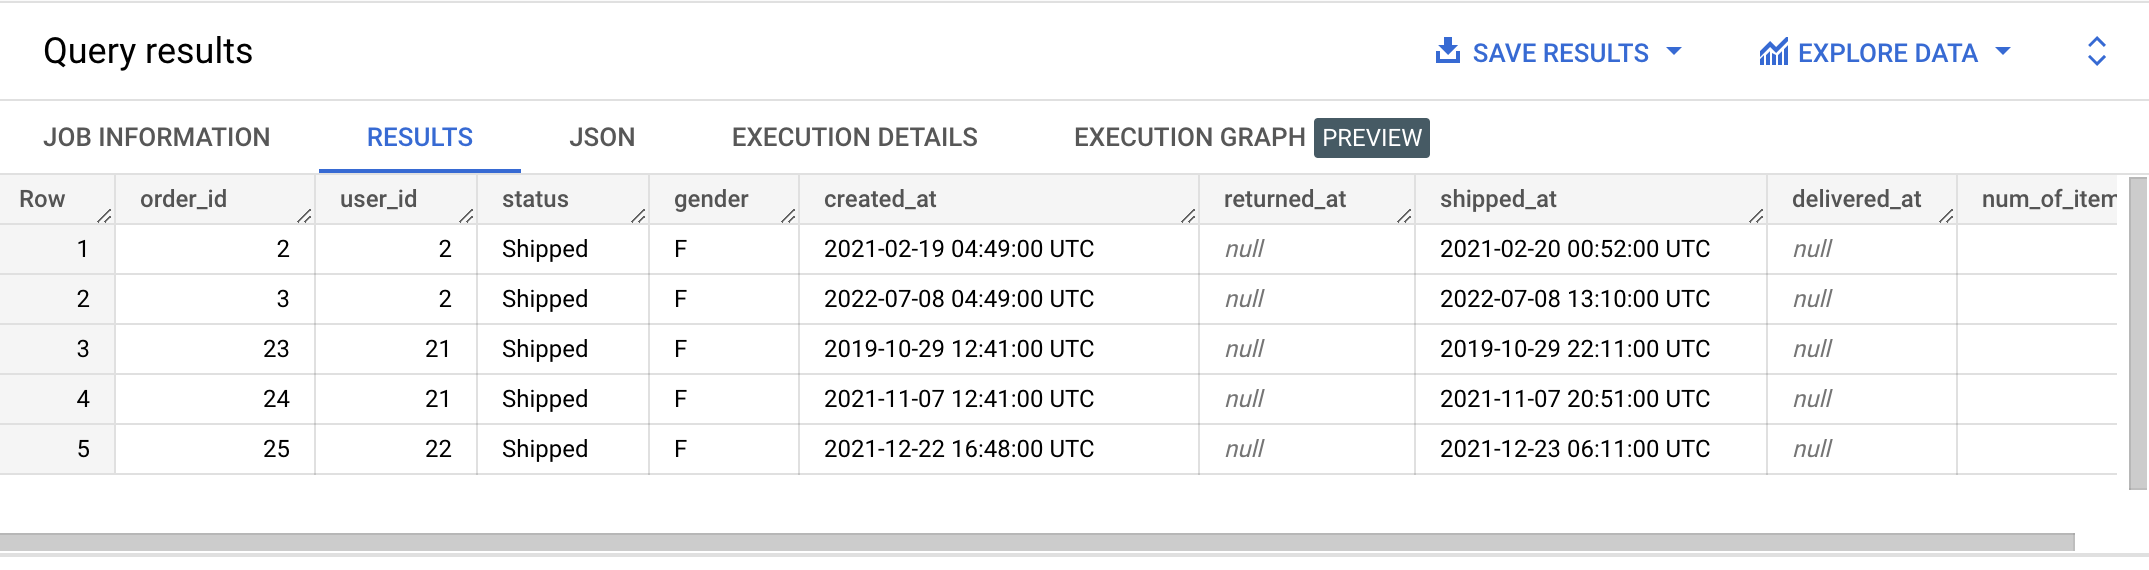 Query results SAVE RESULTS EXPLORE DATA
JOB INFORMATION RESULTS JSON EXECUTION DETAILS EXECUTION GRAPH PREVIEW
Row order_id user_id status gender created_at returned_at shipped_at delivered_at num_of_item
1 2 2 Shipped F 2021-02-19 04:49:00 UTC null 2021-02-20 00:52:00 UTC null
2 3 2 Shipped F 2022-07-08 04:49:00 UTC null 2022-07-08 13:10:00 UTC null
3 23 21 Shipped F 2019-10-29 12:41:00 UTC null 2019-10-29 22:11:00 UTC null
4 24 21 Shipped F 2021-11-07 12:41:00 UTC null 2021-11-07 20:51:00 UTC null
5 25 22 Shipped F 2021-12-22 16:48:00 UTC null 2021-12-23 06:11:00 UTC null